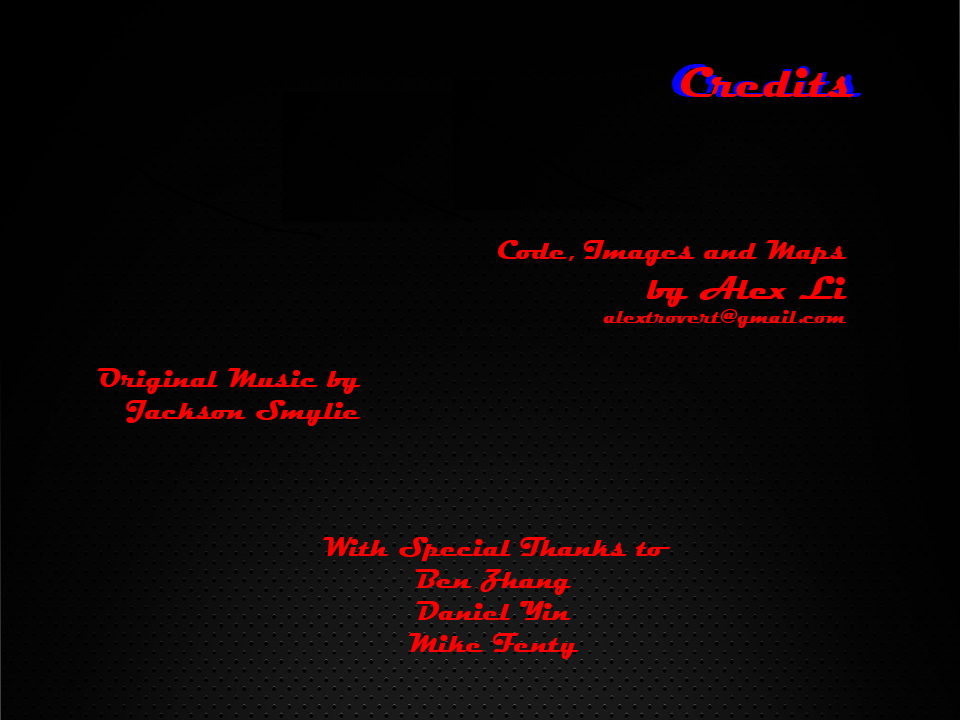 Credits
Code, Images and Maps
by Alex Li
alextrovert@gmail.com
Original Music by
Jackson Smylie
With Special Thanks to
Ben Zhang
Daniel Yin
Mike Fenty